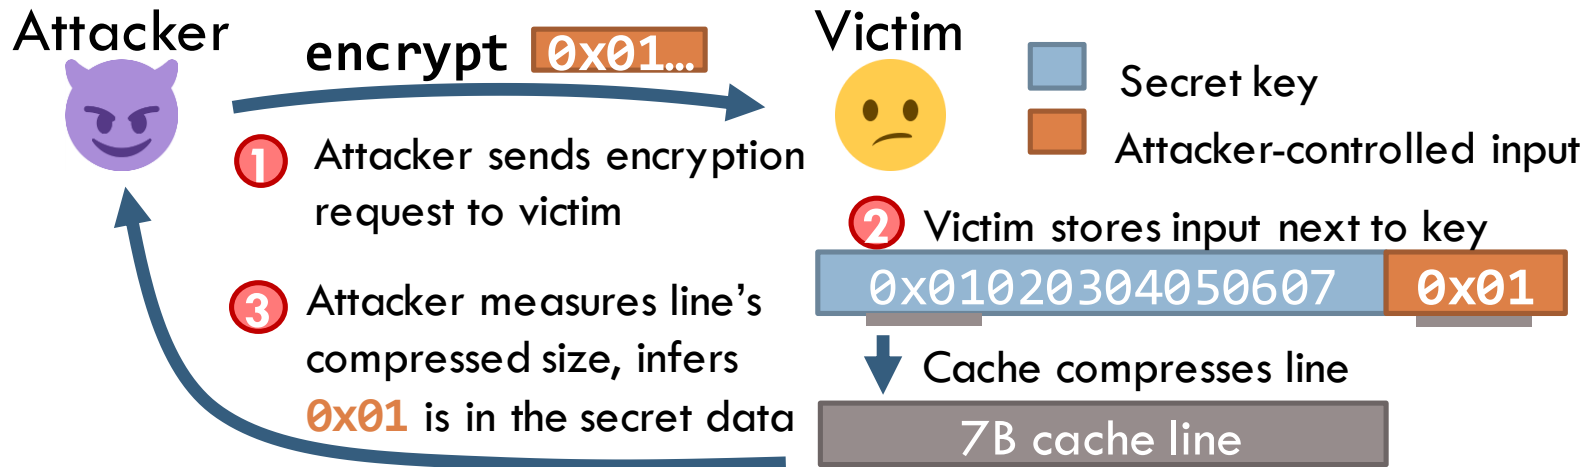 Attacker
encrypt 0x01...
Victim
Secret key
Attacker-controlled input
1 Attacker sends encryption
request to victim
2 Victim stores input next to key
0x01020304050607 0x01
3 Attacker measures line's
compressed size, infers
0x01 is in the secret data
Cache compresses line
7B cache line